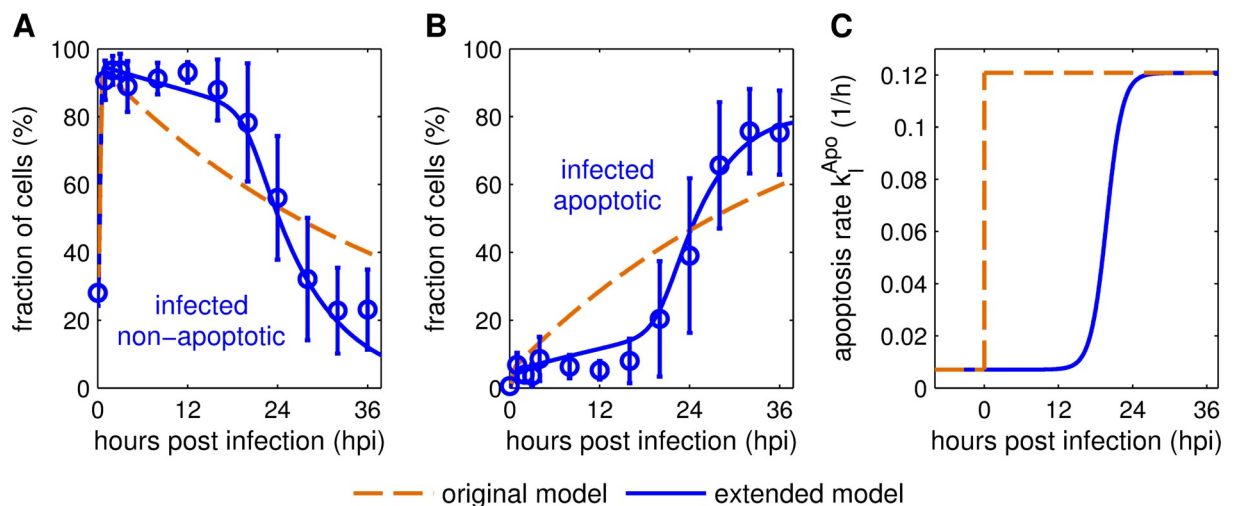 A
fraction of cells (%)
100
80
60
40
20
0
infected
non−apoptotic
0
12
24
36
hours post infection (hpi)
B
fraction of cells (%)
100
80
60
40
20
0
infected
apoptotic
0
12
24
36
hours post infection (hpi)
C
apoptosis rate k_I^Apo (1/h)
0.12
0.1
0.08
0.06
0.04
0.02
0
0
12
24
36
hours post infection (hpi)
original model
extended model